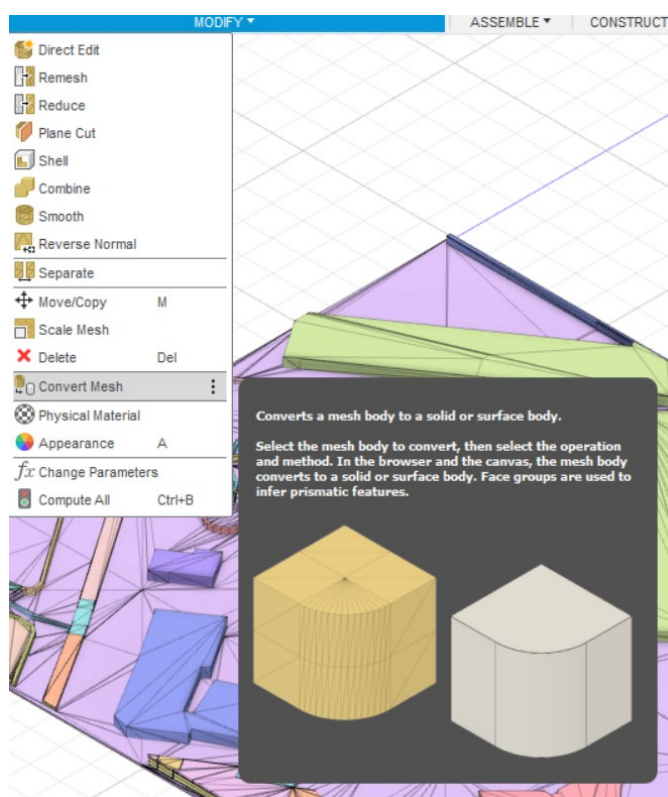 MODIFY ▼
ASSEMBLE ▼
CONSTRUCT
Direct Edit
Remesh
Reduce
Plane Cut
Shell
Combine
Smooth
Reverse Normal
Separate
Move/Copy M
Scale Mesh
Delete Del
Convert Mesh
Physical Material
Appearance A
fx Change Parameters
Compute All Ctrl+B
Converts a mesh body to a solid or surface body.
Select the mesh body to convert, then select the operation
and method. In the browser and the canvas, the mesh body
converts to a solid or surface body. Face groups are used to
infer prismatic features.